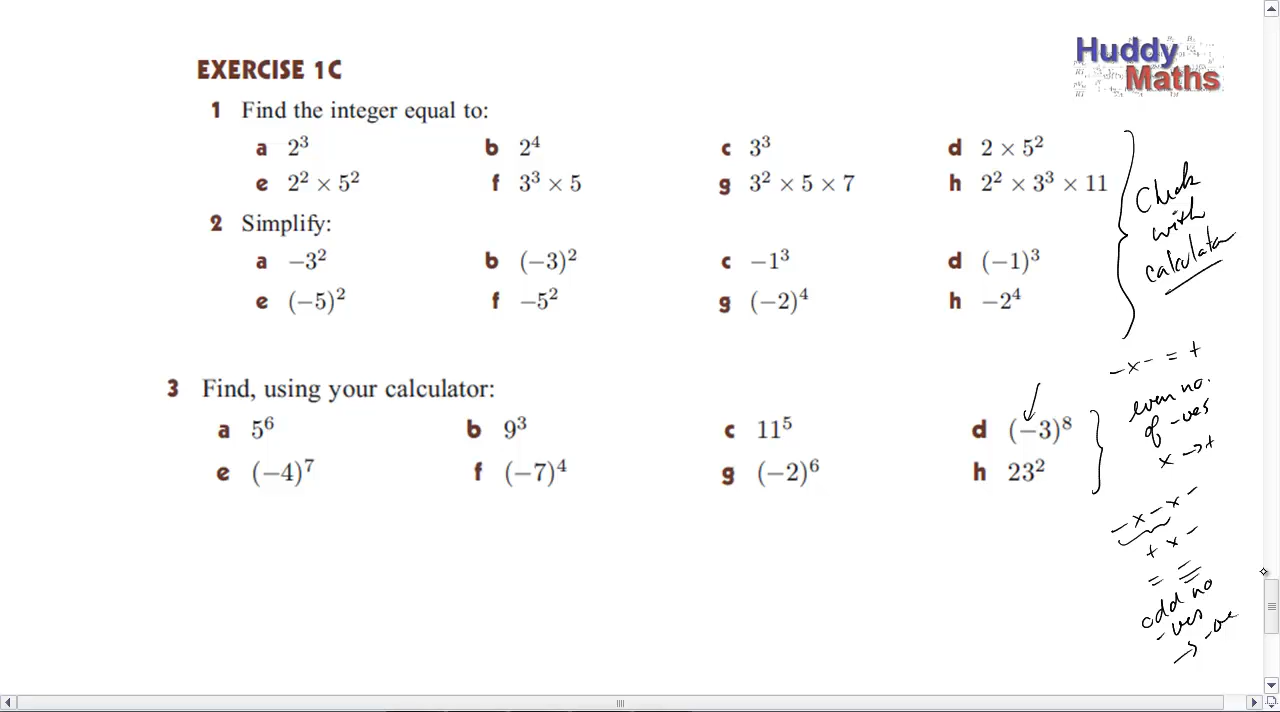 Huddy
Maths
EXERCISE 1C
1 Find the integer equal to:
a 2³ b 2⁴ c 3³ d 2 × 5²
e 2² × 5² f 3³ × 5 g 3² × 5 × 7 h 2² × 3³ × 11
2 Simplify:
a −3² b (−3)² c −1³ d (−1)³
e (−5)² f −5² g (−2)⁴ h −2⁴
3 Find, using your calculator:
a 5⁶ b 9³ c 11⁵ d (−3)⁸
e (−4)⁷ f (−7)⁴ g (−2)⁶ h 23²
Check
with
calculator
− x − = +
even no.
of -ves
x → +
− x − x −
+ x −
= −
odd no
-ves
→ -ve